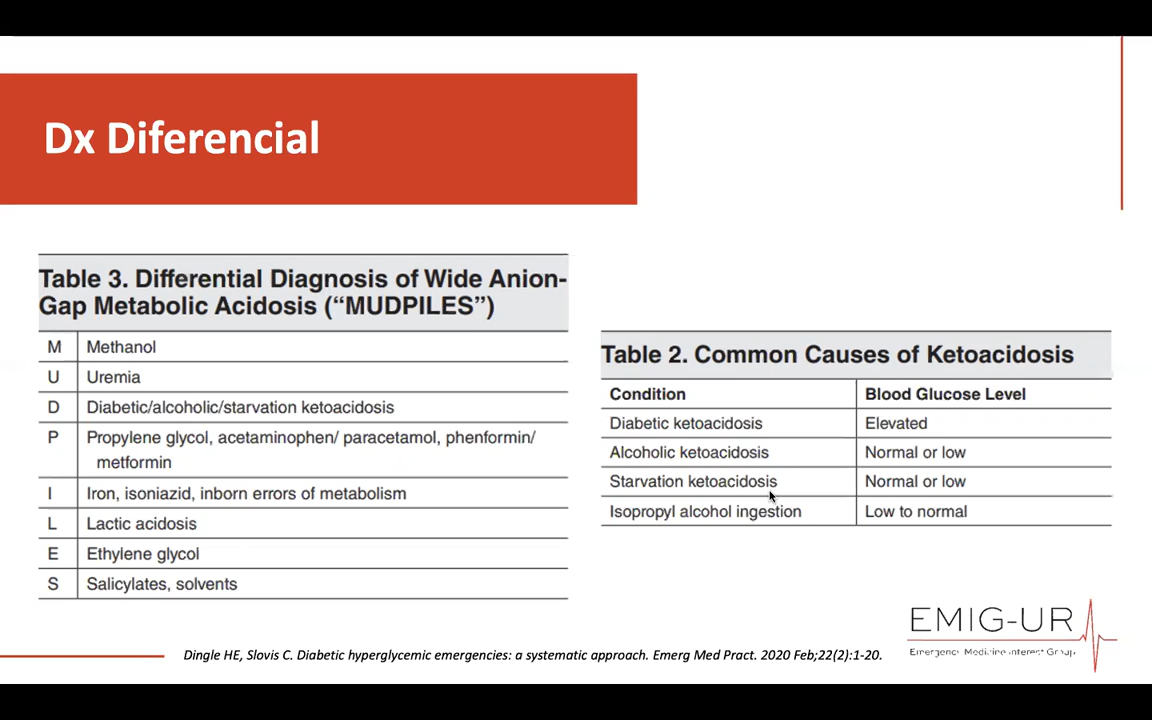 Dx Diferencial
Table 3. Differential Diagnosis of Wide Anion-
Gap Metabolic Acidosis (“MUDPILES”)
M Methanol
U Uremia
D Diabetic/alcoholic/starvation ketoacidosis
P Propylene glycol, acetaminophen/ paracetamol, phenformin/
metformin
I Iron, isoniazid, inborn errors of metabolism
L Lactic acidosis
E Ethylene glycol
S Salicylates, solvents
Table 2. Common Causes of Ketoacidosis
Condition Blood Glucose Level
Diabetic ketoacidosis Elevated
Alcoholic ketoacidosis Normal or low
Starvation ketoacidosis Normal or low
Isopropyl alcohol ingestion Low to normal
EMIG-UR
Emergency Medicine Interest Group
Dingle HE, Slovis C. Diabetic hyperglycemic emergencies: a systematic approach. Emerg Med Pract. 2020 Feb;22(2):1-20.